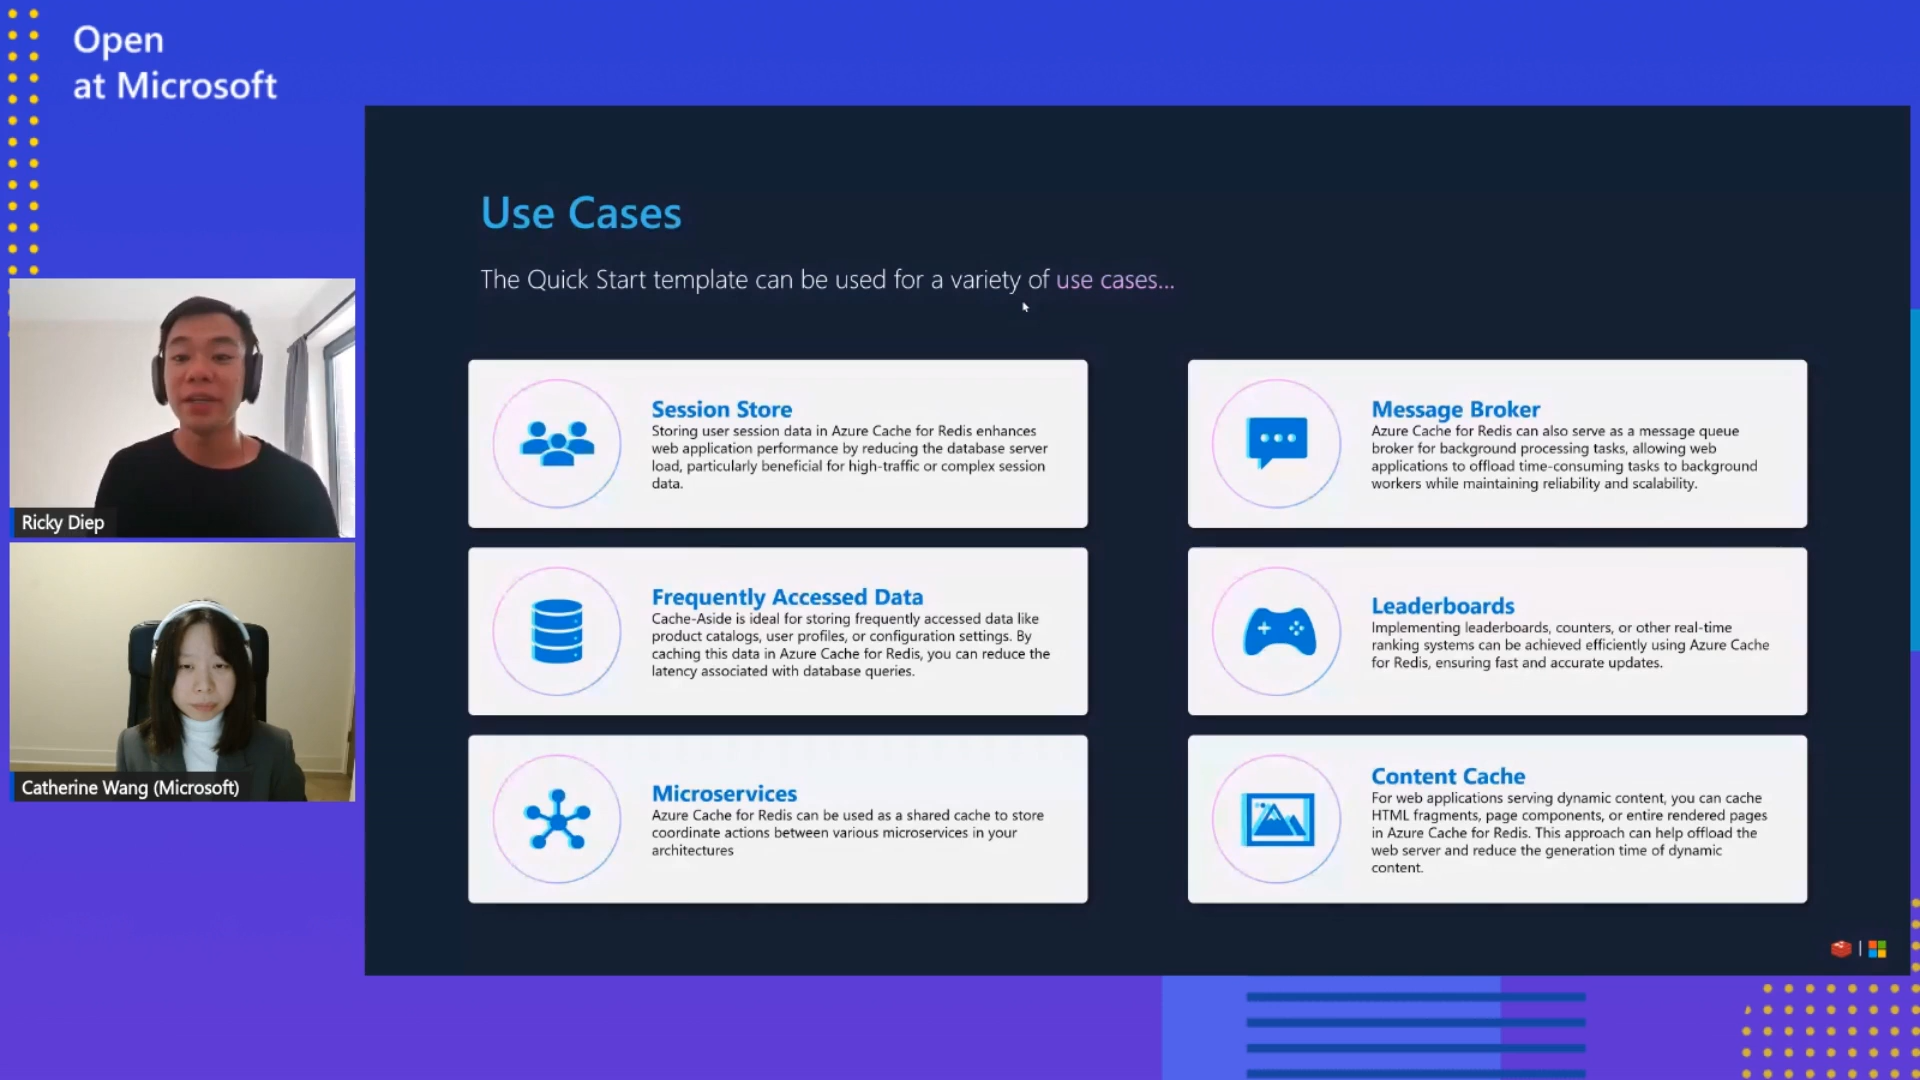 Open
at Microsoft
Use Cases
The Quick Start template can be used for a variety of use cases...
Session Store
Storing user session data in Azure Cache for Redis enhances
web application performance by reducing the database server
load, particularly beneficial for high-traffic or complex session
data.
Message Broker
Azure Cache for Redis can also serve as a message queue
broker for background processing tasks, allowing web
applications to offload time-consuming tasks to background
workers while maintaining reliability and scalability.
Frequently Accessed Data
Cache-Aside is ideal for storing frequently accessed data like
product catalogs, user profiles, or configuration settings. By
caching this data in Azure Cache for Redis, you can reduce the
latency associated with database queries.
Leaderboards
Implementing leaderboards, counters, or other real-time
ranking systems can be achieved efficiently using Azure Cache
for Redis, ensuring fast and accurate updates.
Microservices
Azure Cache for Redis can be used as a shared cache to store
coordinate actions between various microservices in your
architectures
Content Cache
For web applications serving dynamic content, you can cache
HTML fragments, page components, or entire rendered pages
in Azure Cache for Redis. This approach can help offload the
web server and reduce the generation time of dynamic
content.
Ricky Diep
Catherine Wang (Microsoft)